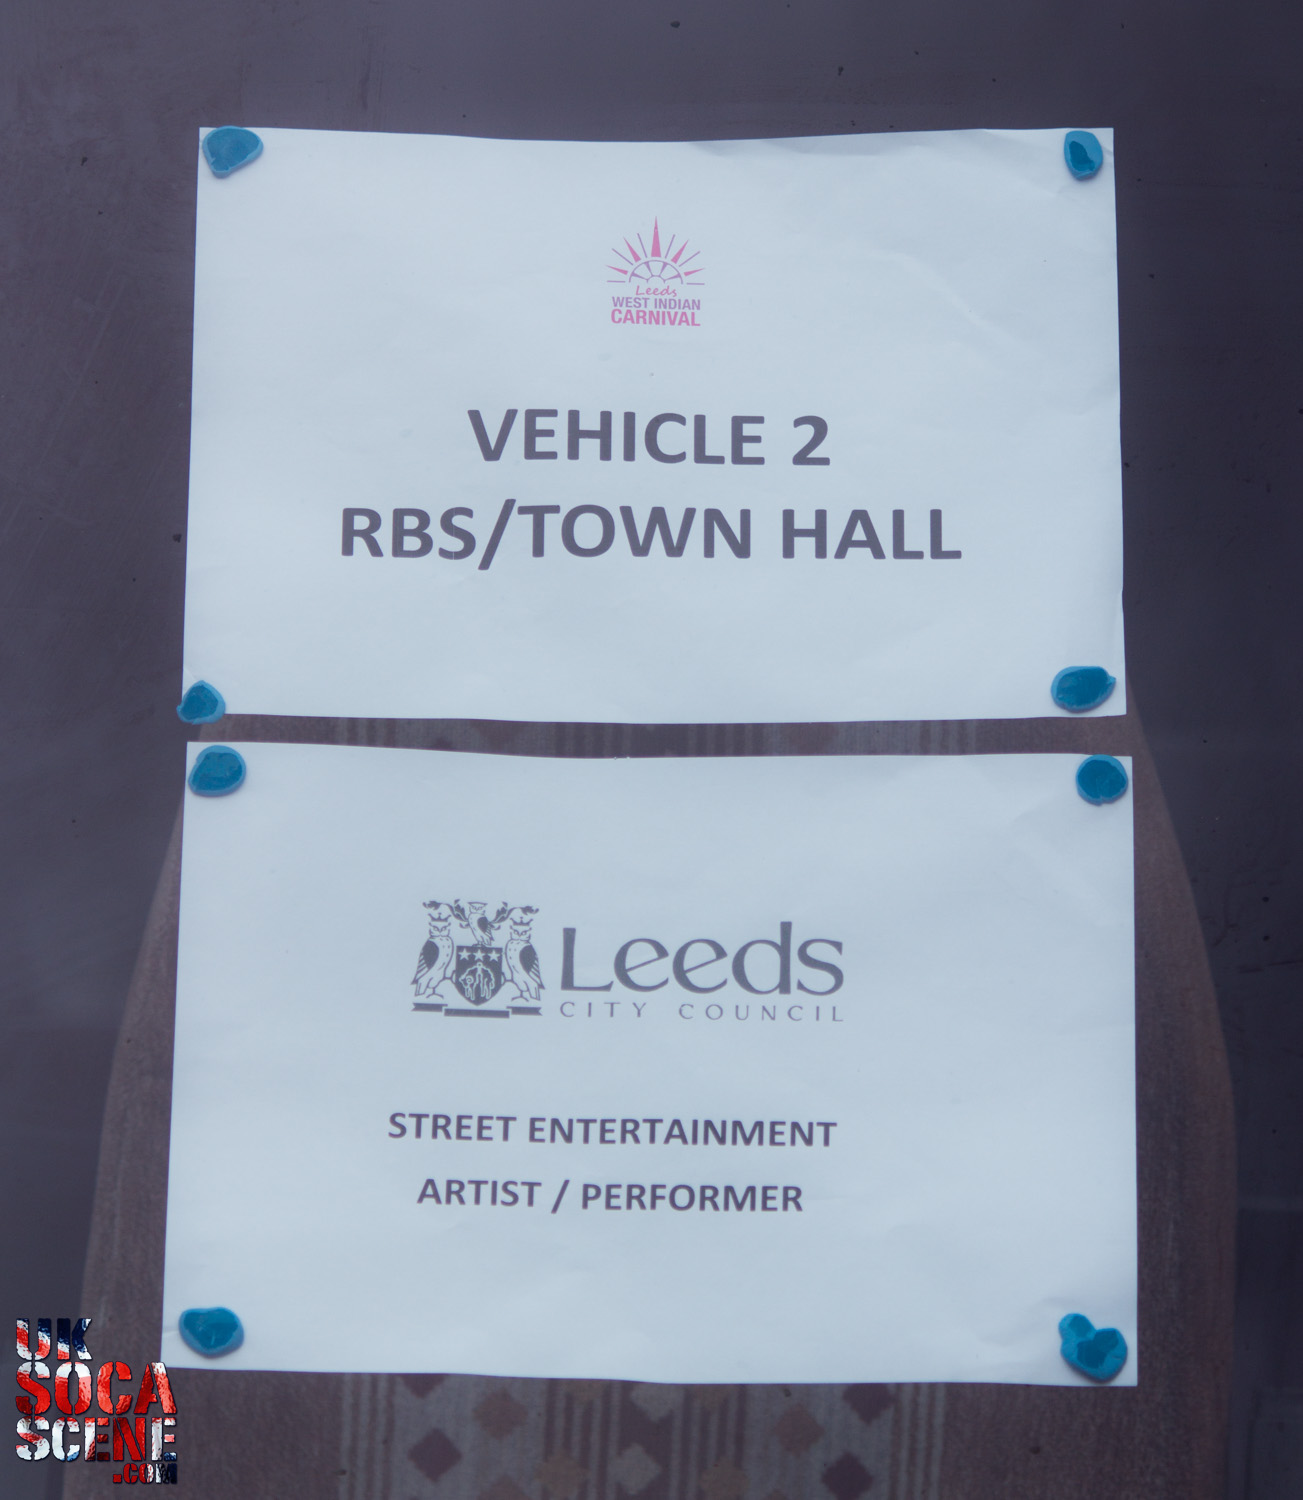 Leeds
WEST INDIAN
CARNIVAL
VEHICLE 2
RBS/TOWN HALL
Leeds
CITY COUNCIL
STREET ENTERTAINMENT
ARTIST / PERFORMER
UK
SOCA
SCENE
.COM